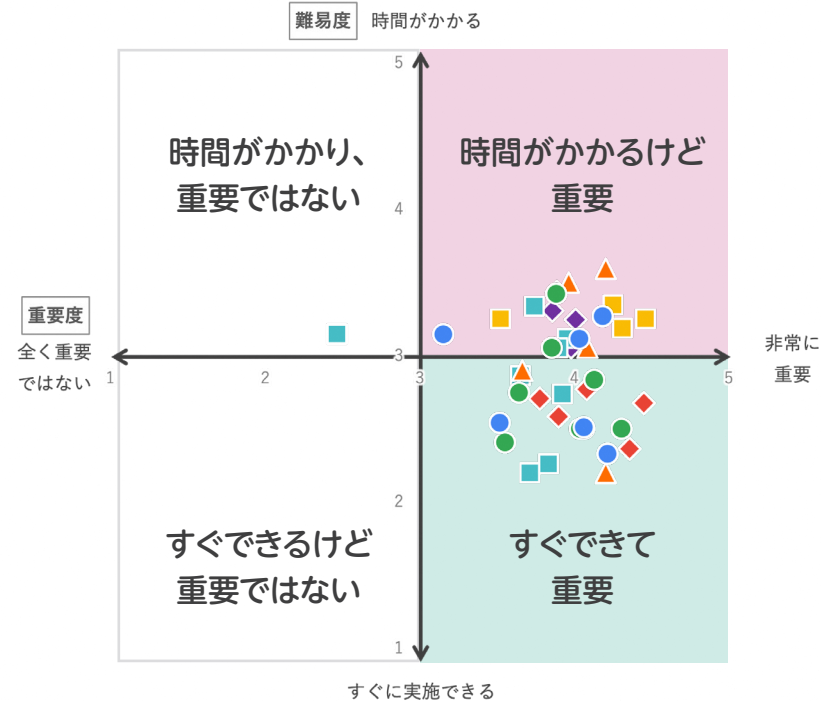 難易度 時間がかかる
5
時間がかかり、
重要ではない
時間がかかるけど
重要
4
重要度
全く重要
ではない
3
非常に
重要
1 2 3 4 5
2
すぐできるけど
重要ではない
すぐできて
重要
1
すぐに実施できる